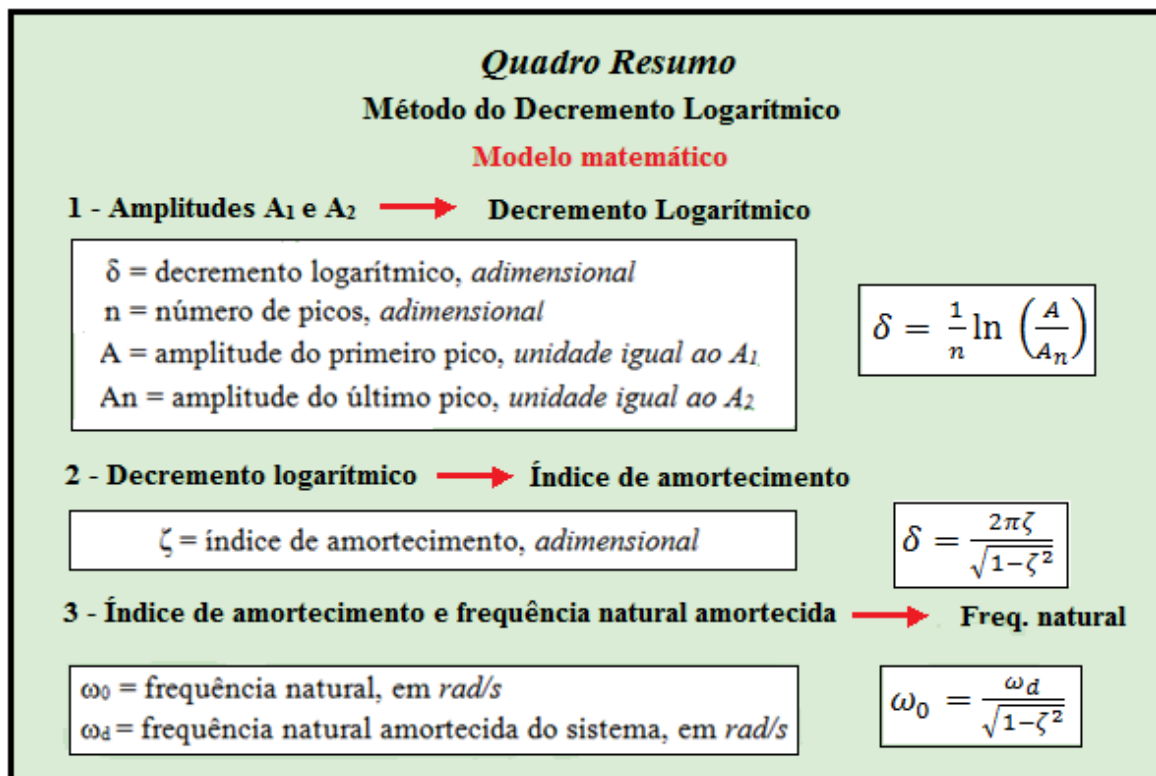 Quadro Resumo
Método do Decremento Logarítmico
Modelo matemático
1 - Amplitudes A₁ e A₂ → Decremento Logarítmico
δ = decremento logarítmico, adimensional
n = número de picos, adimensional
A = amplitude do primeiro pico, unidade igual ao A₁
An = amplitude do último pico, unidade igual ao A₂
δ = 1/n ln (A/Aₙ)
2 - Decremento logarítmico → Índice de amortecimento
ζ = índice de amortecimento, adimensional
δ = 2πζ/√(1−ζ²)
3 - Índice de amortecimento e frequência natural amortecida → Freq. natural
ω₀ = frequência natural, em rad/s
ω_d = frequência natural amortecida do sistema, em rad/s
ω₀ = ω_d/√(1−ζ²)